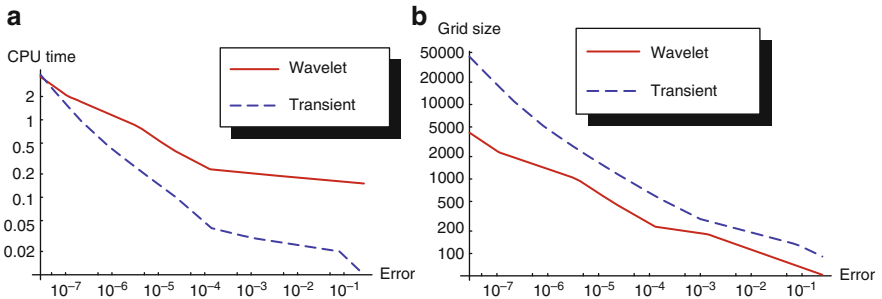 a
CPU time
Wavelet
Transient
2
1
0.5
0.2
0.1
0.05
0.02
10⁻⁷ 10⁻⁶ 10⁻⁵ 10⁻⁴ 10⁻³ 10⁻² 10⁻¹
Error
b
Grid size
Wavelet
Transient
50000
20000
10000
5000
2000
1000
500
200
100
10⁻⁷ 10⁻⁶ 10⁻⁵ 10⁻⁴ 10⁻³ 10⁻² 10⁻¹
Error